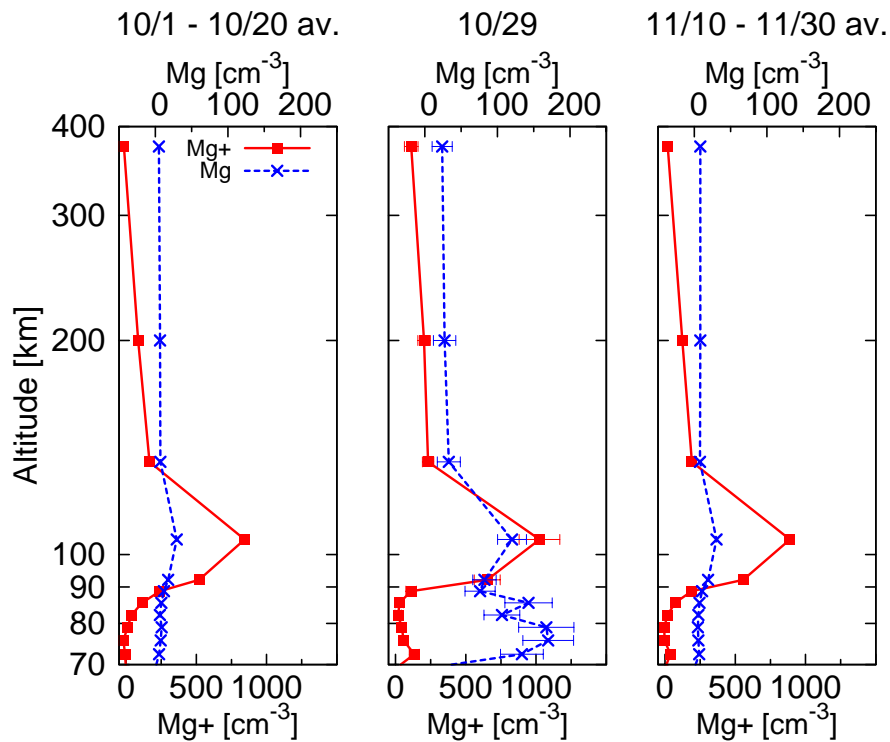 10/1 - 10/20 av. 10/29 11/10 - 11/30 av.
Mg [cm-3] Mg [cm-3] Mg [cm-3]
0 100 200 0 100 200 0 100 200
400
Mg+
Mg
300
200
Altitude [km]
100
90
80
70
0 500 1000 0 500 1000 0 500 1000
Mg+ [cm-3] Mg+ [cm-3] Mg+ [cm-3]